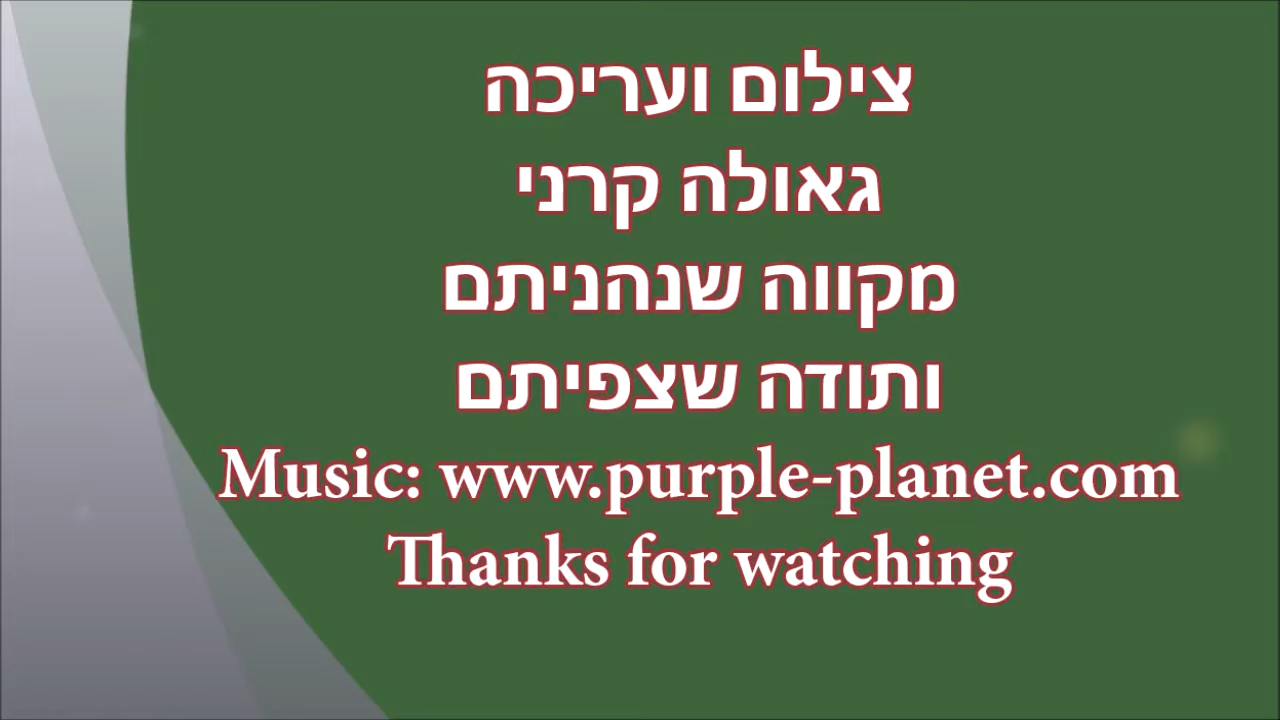 צילום ועריכה
גאולה קרני
מקווה שנהניתם
ותודה שצפיתם
Music: www.purple-planet.com
Thanks for watching